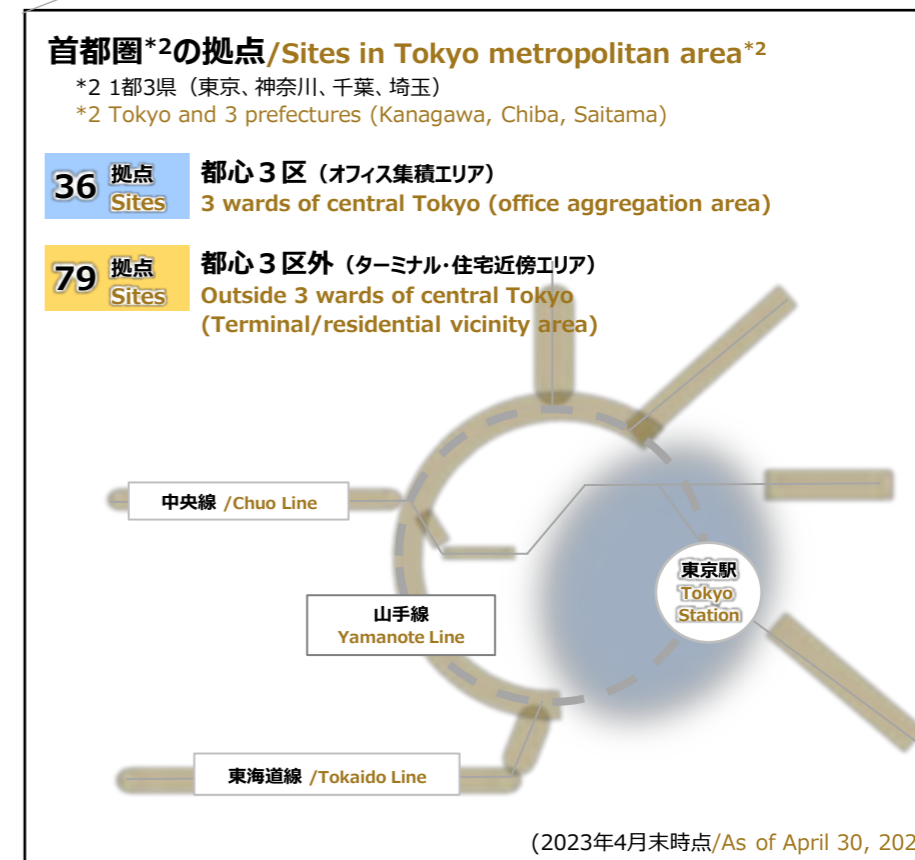 首都圏*2の拠点/Sites in Tokyo metropolitan area*2
*2 1都3県（東京、神奈川、千葉、埼玉）
*2 Tokyo and 3 prefectures (Kanagawa, Chiba, Saitama)
36 拠点
Sites
都心３区（オフィス集積エリア）
3 wards of central Tokyo (office aggregation area)
79 拠点
Sites
都心３区外（ターミナル・住宅近傍エリア）
Outside 3 wards of central Tokyo
(Terminal/residential vicinity area)
中央線 /Chuo Line
東京駅
Tokyo
Station
山手線
Yamanote Line
東海道線 /Tokaido Line
(2023年4月末時点/As of April 30, 202